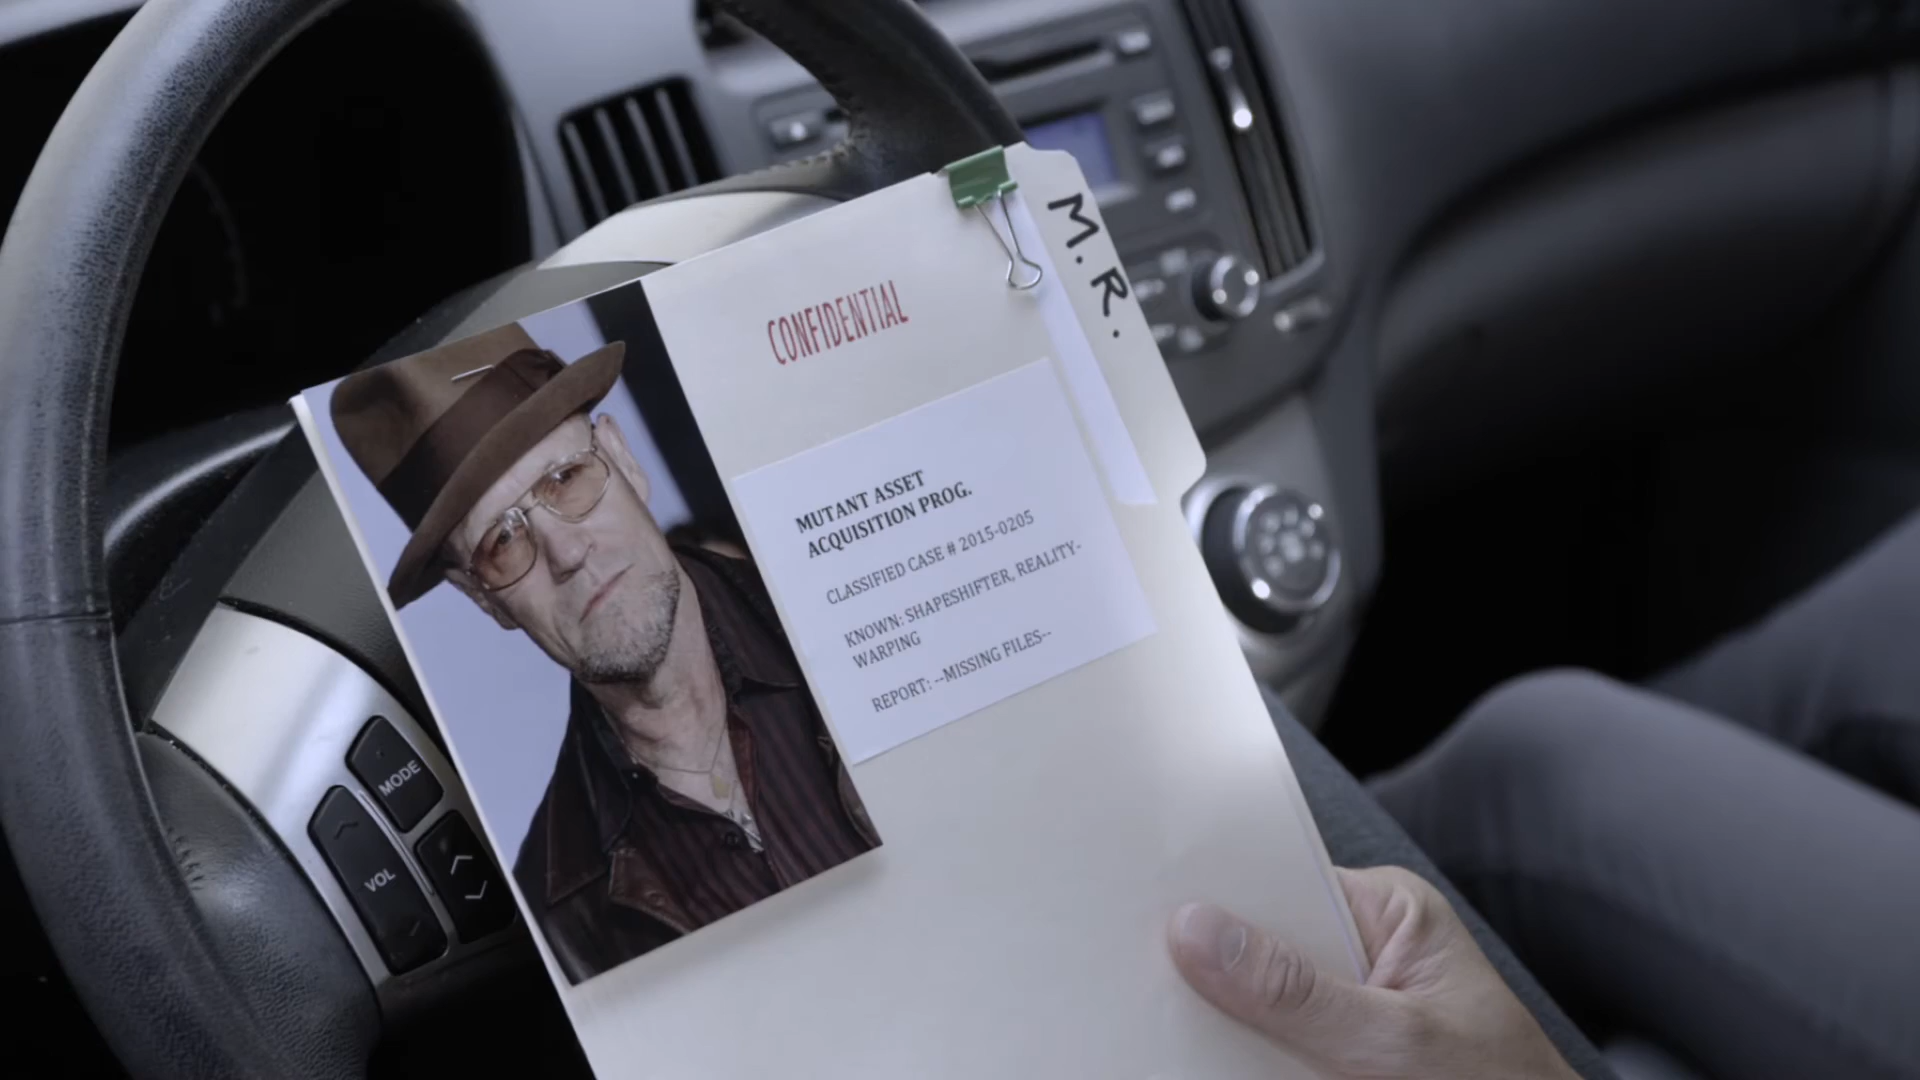 CONFIDENTIAL
M. R.
MUTANT ASSET
ACQUISITION PROG.
CLASSIFIED CASE # 2015-0205
KNOWN: SHAPESHIFTER, REALITY-
WARPING
REPORT: --MISSING FILES--
MODE
VOL